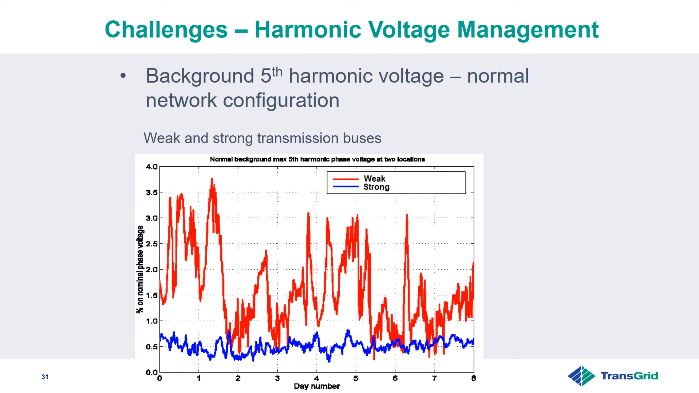 Challenges – Harmonic Voltage Management
• Background 5th harmonic voltage – normal
network configuration
Weak and strong transmission buses
Normal background max 5th harmonic phase voltage at two locations
Weak
Strong
% on nominal phase voltage
4.0
3.5
3.0
2.5
2.0
1.5
1.0
0.5
0.0
0 1 2 3 4 5 6 7 8
Day number
31
TransGrid